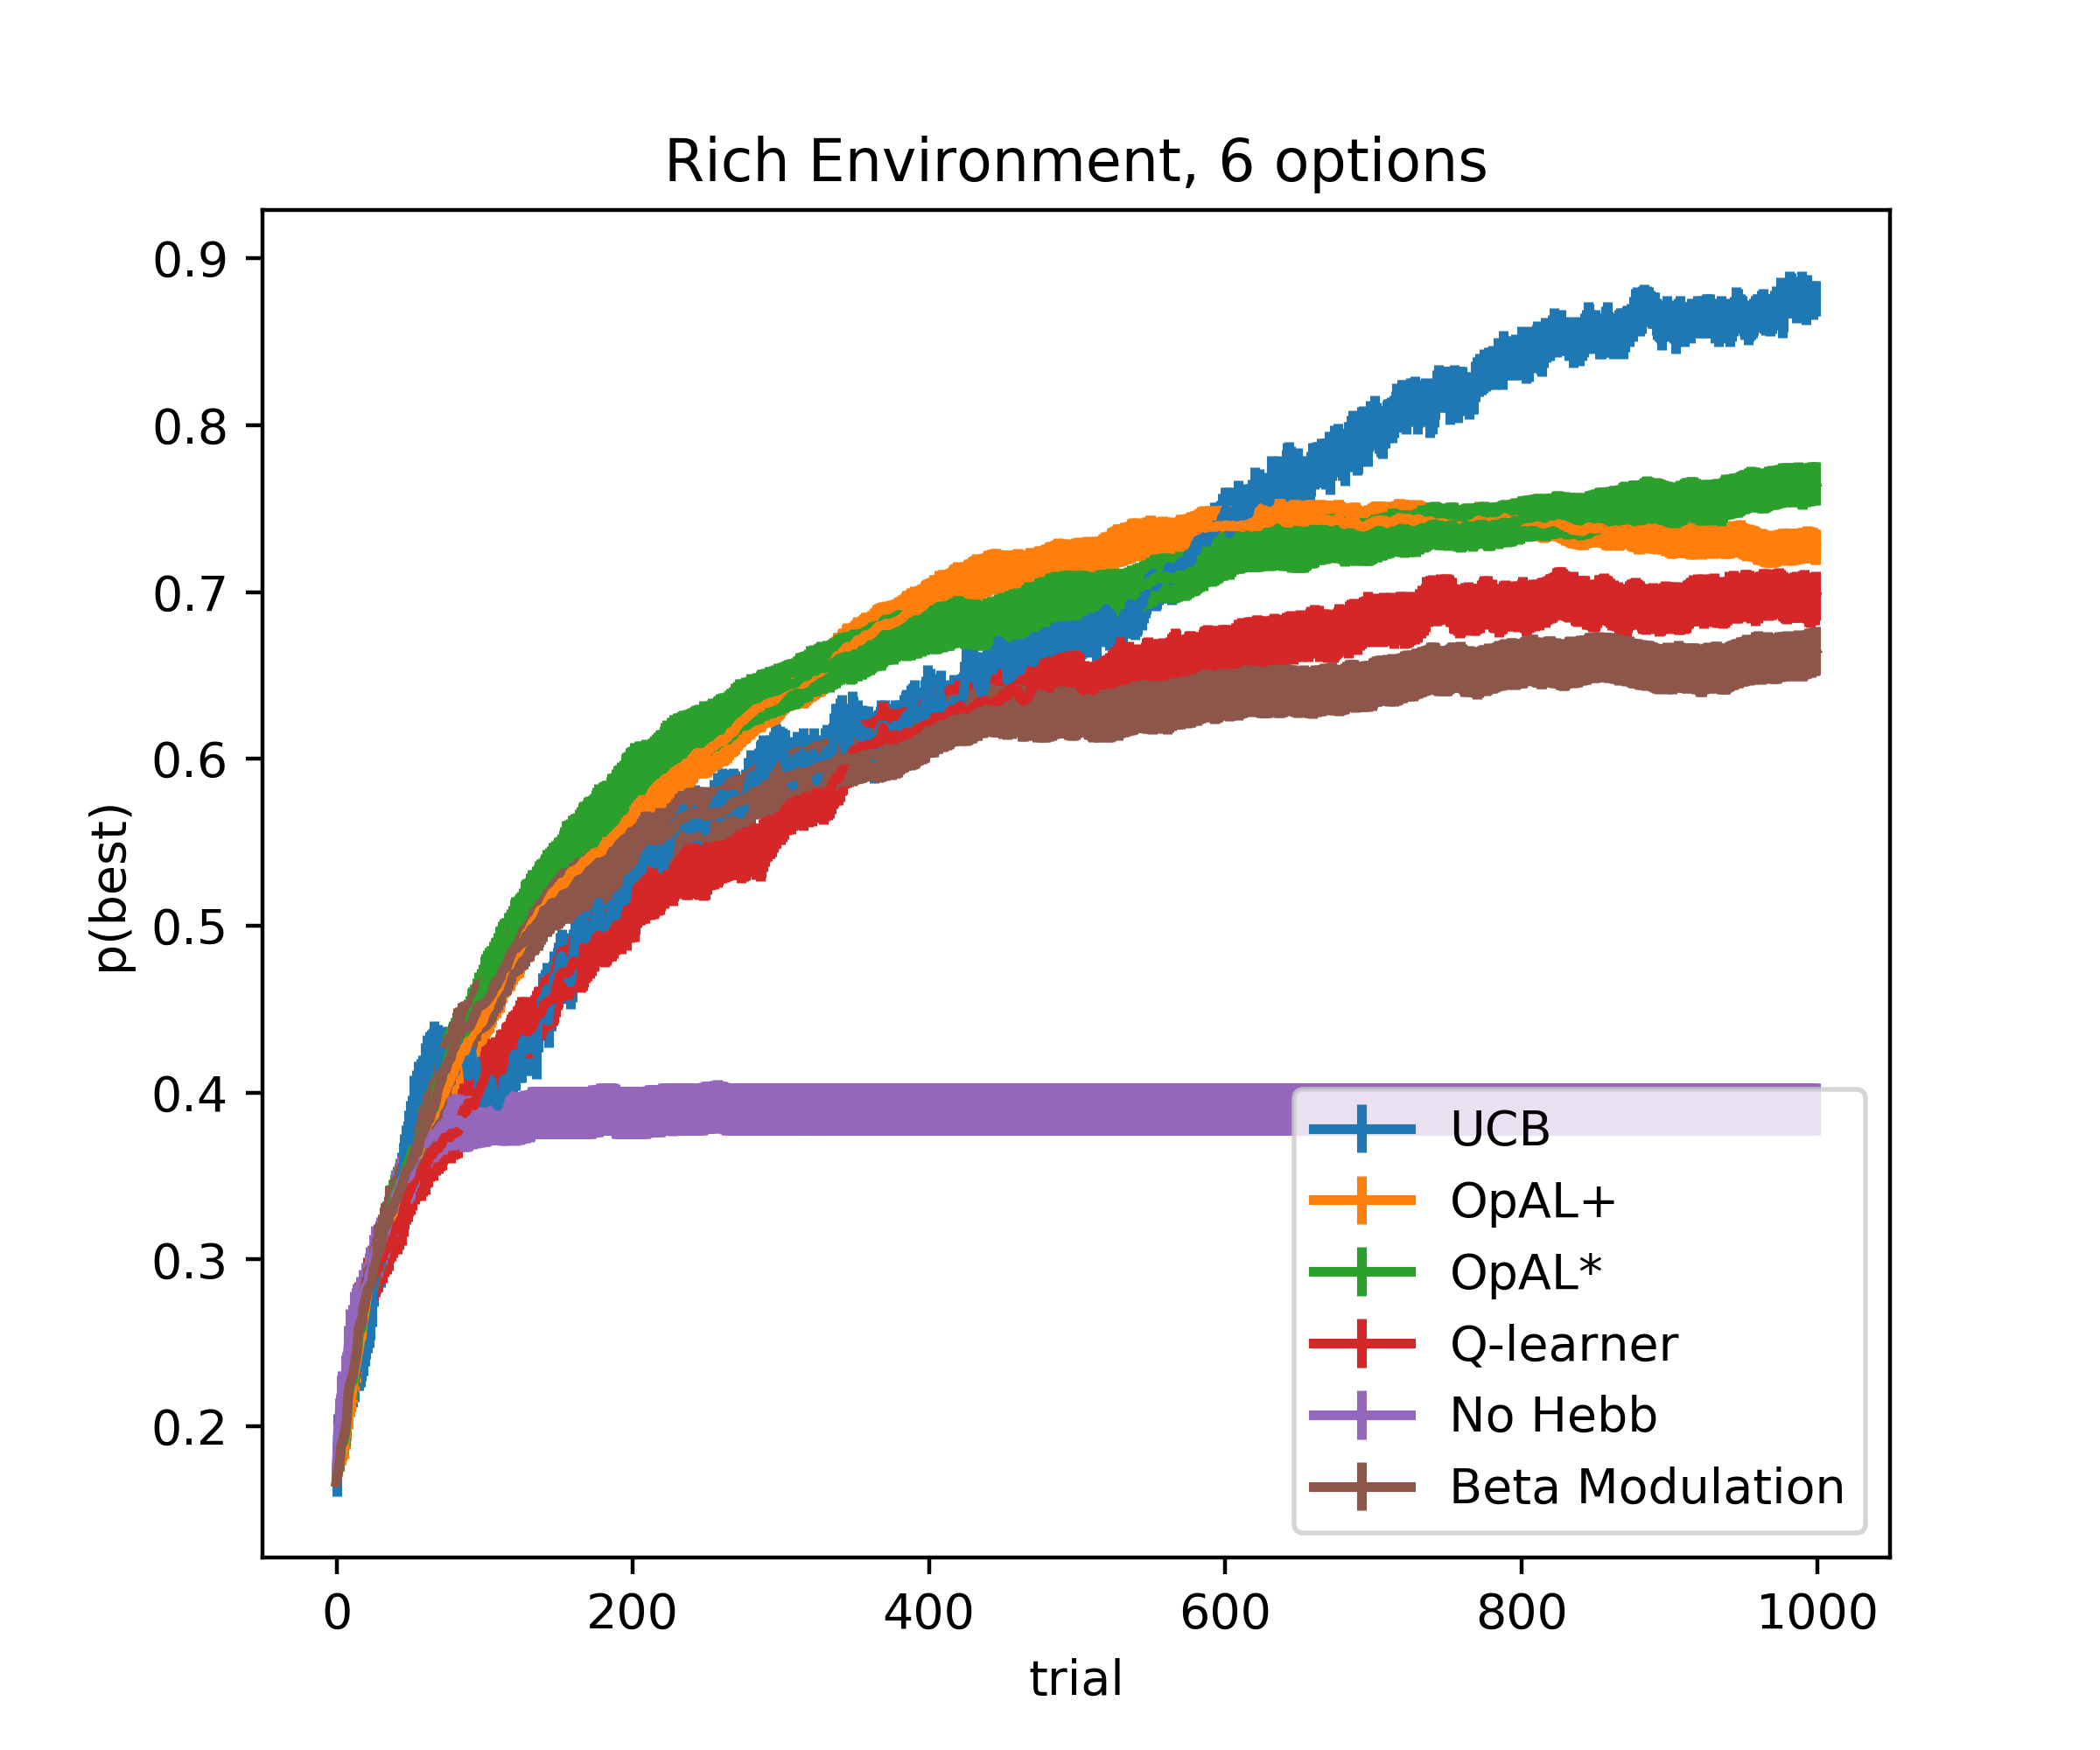 Rich Environment, 6 options
0.9
0.8
0.7
0.6
0.5
0.4
0.3
0.2
p(best)
UCB
OpAL+
OpAL*
Q-learner
No Hebb
Beta Modulation
0 200 400 600 800 1000
trial